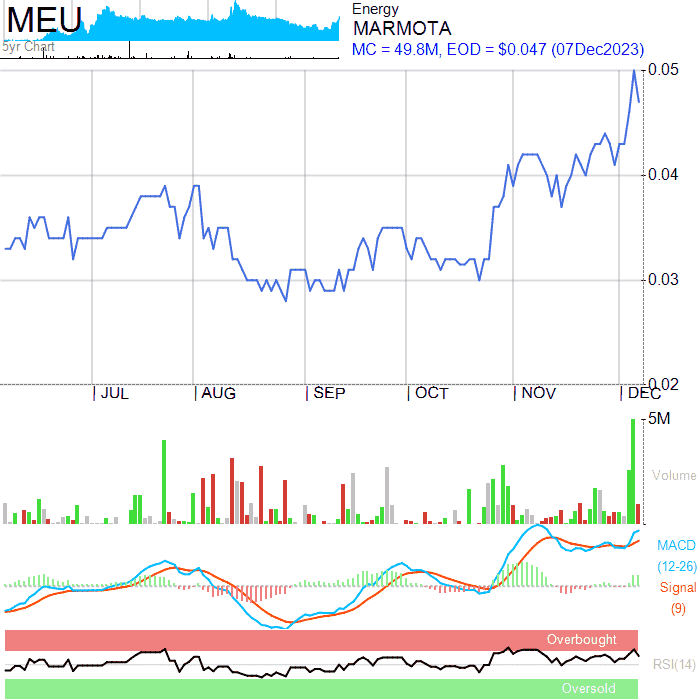 MEU
5yr Chart
Energy
MARMOTA
MC = 49.8M, EOD = $0.047 (07Dec2023)
0.05
0.04
0.03
0.02
JUL AUG SEP OCT NOV DEC
5M
Volume
MACD
(12-26)
Signal
(9)
Overbought
RSI(14)
Oversold